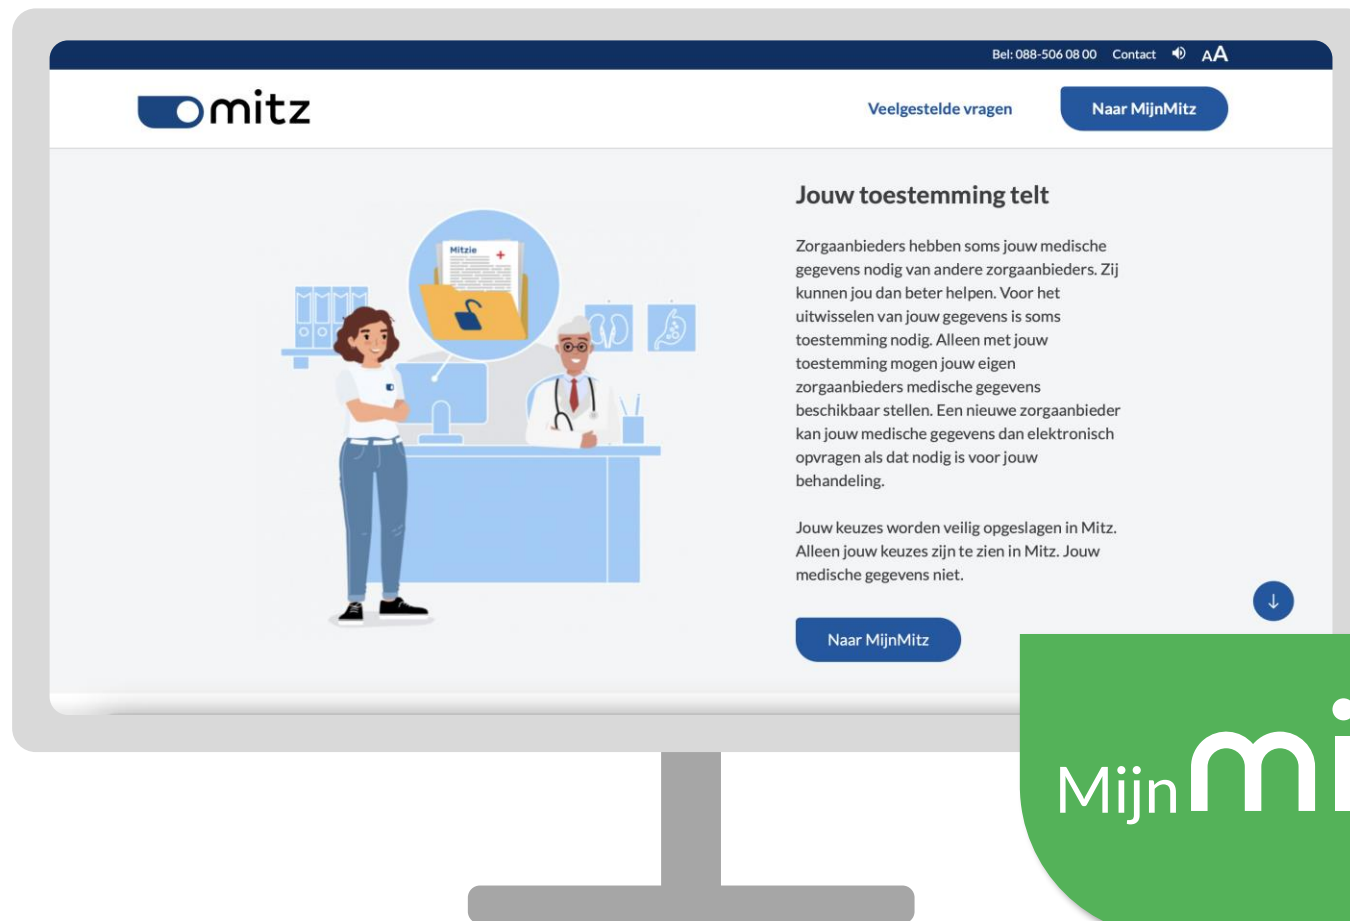 Bel: 088-506 08 00 Contact AA
mitz
Veelgestelde vragen
Naar MijnMitz
Mitzie
Jouw toestemming telt
Zorgaanbieders hebben soms jouw medische
gegevens nodig van andere zorgaanbieders. Zij
kunnen jou dan beter helpen. Voor het
uitwisselen van jouw gegevens is soms
toestemming nodig. Alleen met jouw
toestemming mogen jouw eigen
zorgaanbieders medische gegevens
beschikbaar stellen. Een nieuwe zorgaanbieder
kan jouw medische gegevens dan elektronisch
opvragen als dat nodig is voor jouw
behandeling.
Jouw keuzes worden veilig opgeslagen in Mitz.
Alleen jouw keuzes zijn te zien in Mitz. Jouw
medische gegevens niet.
Naar MijnMitz
Mijn mi